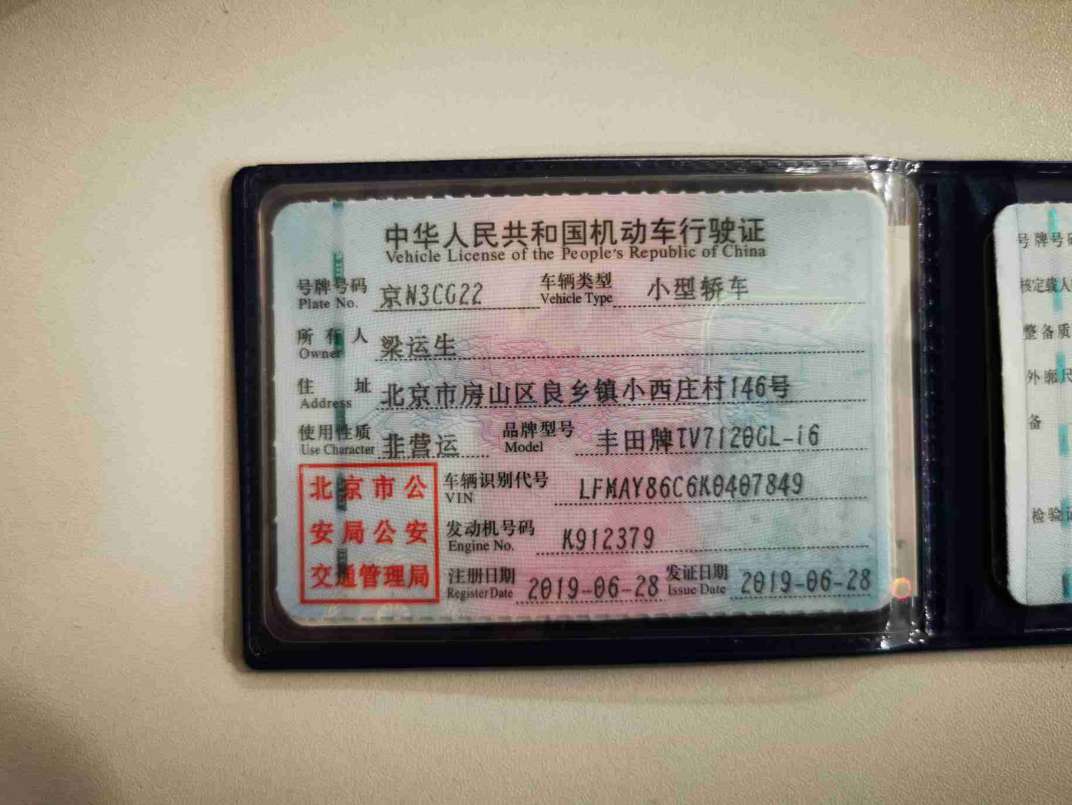 中华人民共和国机动车行驶证
Vehicle License of the People's Republic of China
号牌号码 京N3CG22 车辆类型 小型轿车
Plate No. Vehicle Type
所有人 梁运生
Owner
住址 北京市房山区良乡镇小西庄村146号
Address
使用性质 非营运 品牌型号 丰田牌TV7120GL-i6
Use Character Model
北京市公
安局公安
交通管理局
车辆识别代号 LFMAY86C6K0407849
VIN
发动机号码 K912379
Engine No.
注册日期 2019-06-28 发证日期 2019-06-28
Register Date Issue Date
号牌号码
核定载人
整备质
外廓尺
备
检验